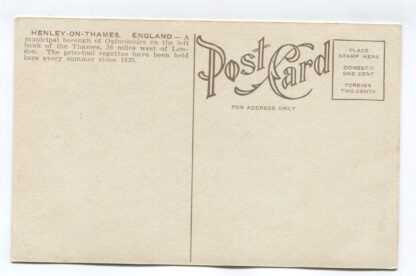 HENLEY-ON-THAMES, ENGLAND — A
municipal borough of Oxfordshire on the left
bank of the Thames, 36 miles west of Lon-
don. The principal regattas have been held
here every summer since 1839.
Post Card
FOR ADDRESS ONLY
PLACE
STAMP HERE
DOMESTIC
ONE CENT
FOREIGN
TWO CENTS